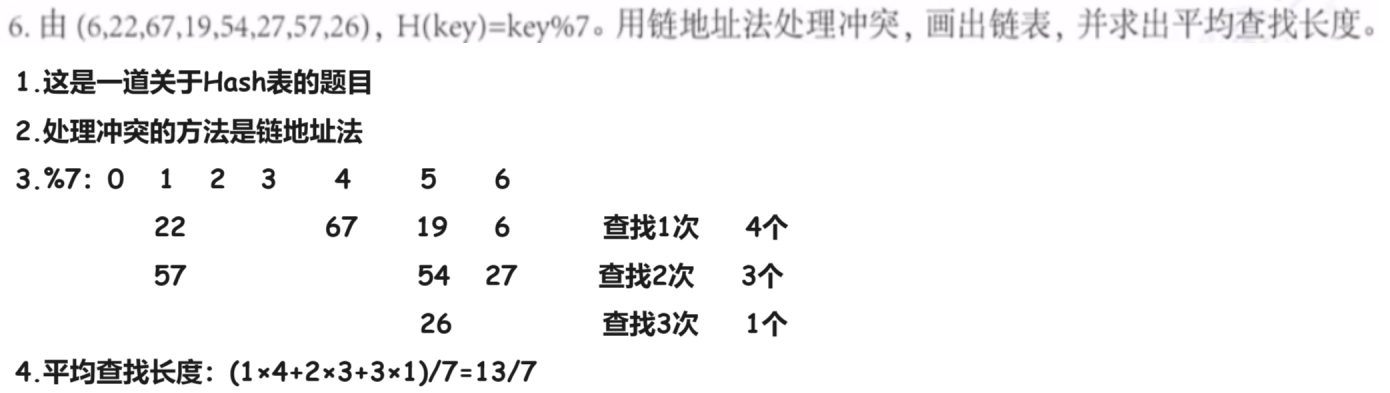 6. 由 (6,22,67,19,54,27,57,26)，H(key)=key%7。用链地址法处理冲突，画出链表，并求出平均查找长度。
1.这是一道关于Hash表的题目
2.处理冲突的方法是链地址法
3.%7: 0 1 2 3 4 5 6
22 67 19 6 查找1次 4个
57 54 27 查找2次 3个
26 查找3次 1个
4.平均查找长度：(1×4+2×3+3×1)/7=13/7